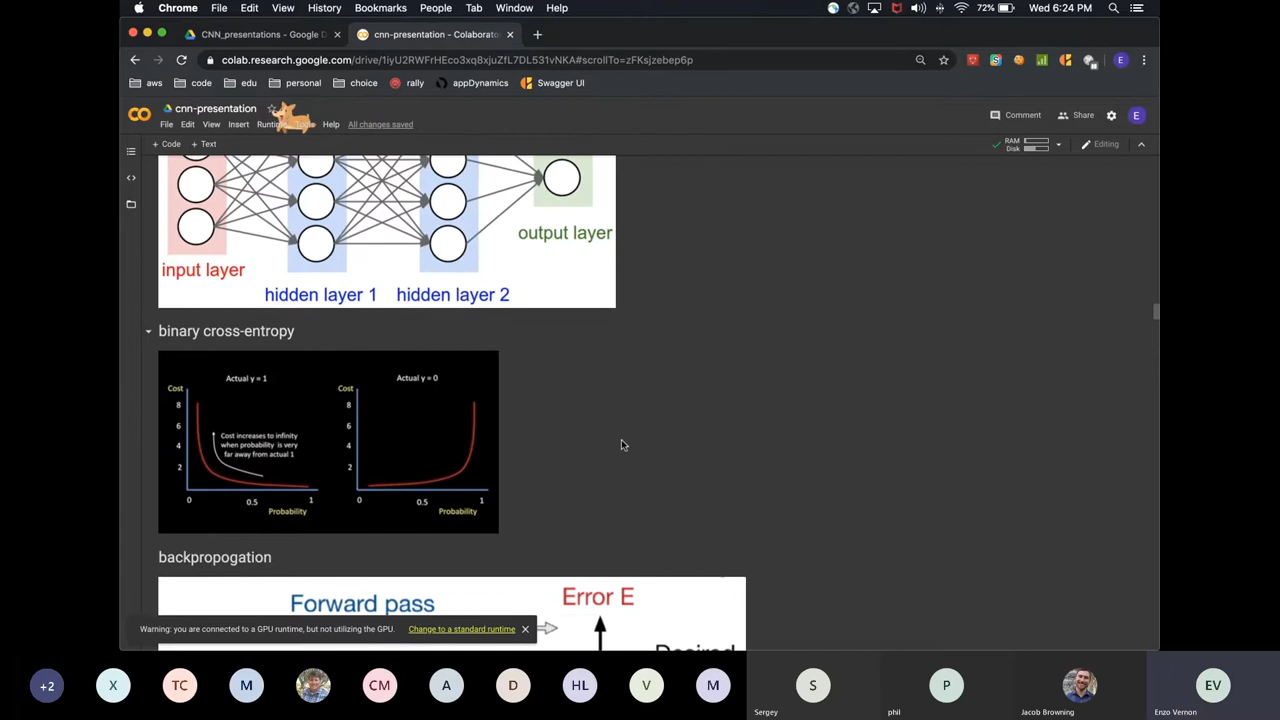 Chrome File Edit View History Bookmarks People Tab Window Help 72% Wed 6:24 PM
CNN_presentations - Google D cnn-presentation - Colaborato
colab.research.google.com/drive/1iyU2RWFrHEco3xq8xjuZfL7DL531vNKA#scrollTo=zFKsjzebep6p
aws code edu personal choice rally appDynamics Swagger UI
cnn-presentation
File Edit View Insert Runtime Tools Help All changes saved
Comment Share E
+ Code + Text
RAM
Disk
Editing
output layer
input layer
hidden layer 1 hidden layer 2
binary cross-entropy
Actual y = 1
Cost
8
6
4
2
Cost increases to infinity
when probability is very
far away from actual 1
0 0.5 1
Probability
Actual y = 0
Cost
8
6
4
2
0 0.5 1
Probability
backpropogation
Forward pass
Error E
Desired
Warning: you are connected to a GPU runtime, but not utilizing the GPU. Change to a standard runtime
+2 X TC M CM A D HL V M S P EV
Sergey phil Jacob Browning Enzo Vernon